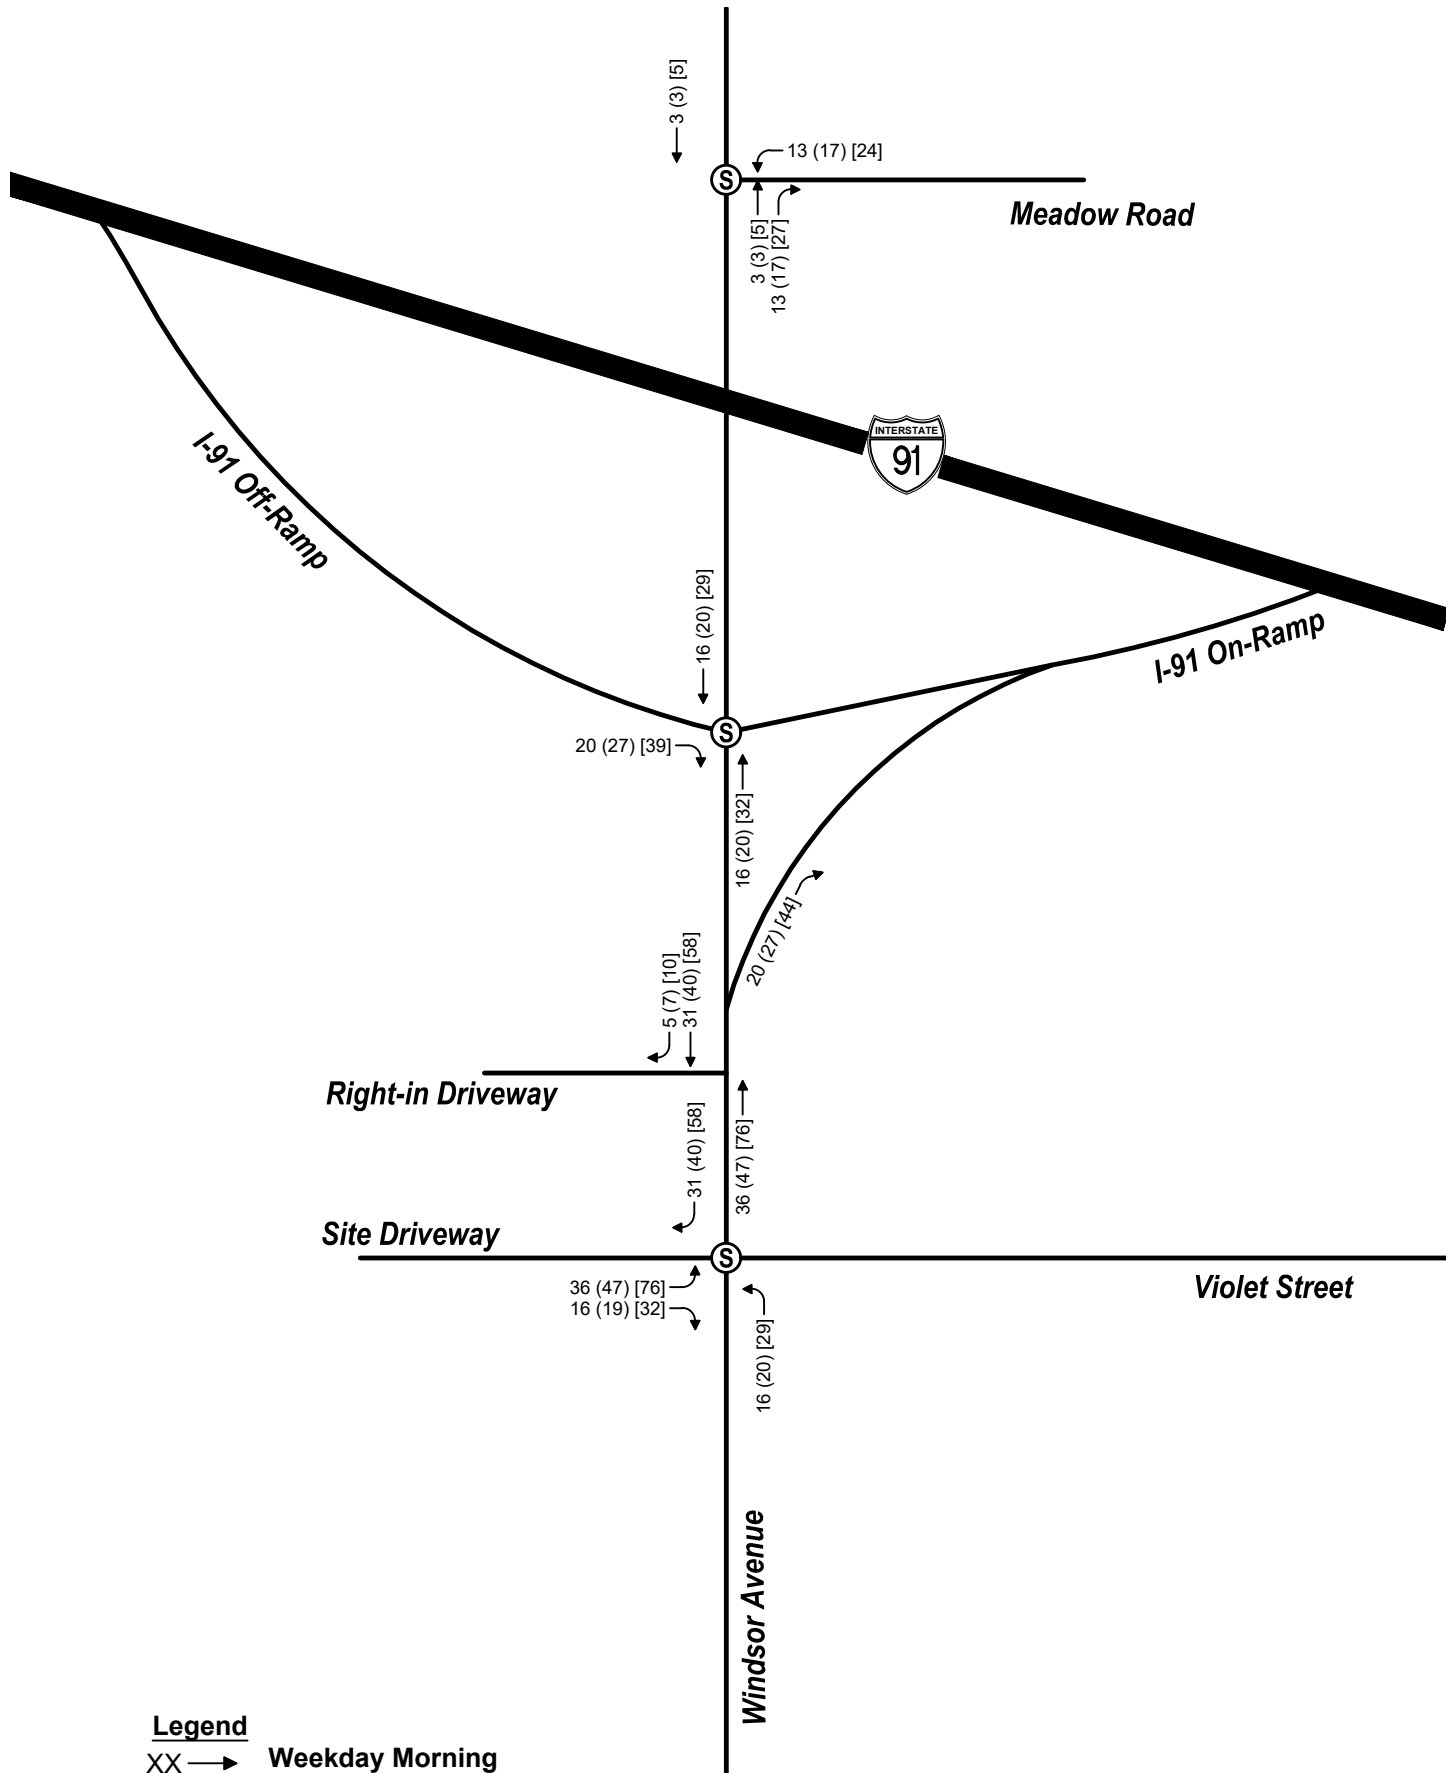 3 (3) [5]
13 (17) [24]
S
Meadow Road
3 (3) [5]
13 (17) [27]
INTERSTATE
91
I-91 Off-Ramp
16 (20) [29]
I-91 On-Ramp
S
20 (27) [39]
16 (20) [32]
20 (27) [44]
5 (7) [10]
31 (40) [58]
Right-in Driveway
31 (40) [58]
36 (47) [76]
Site Driveway
S
Violet Street
36 (47) [76]
16 (19) [32]
16 (20) [29]
Windsor Avenue
Legend
XX Weekday Morning